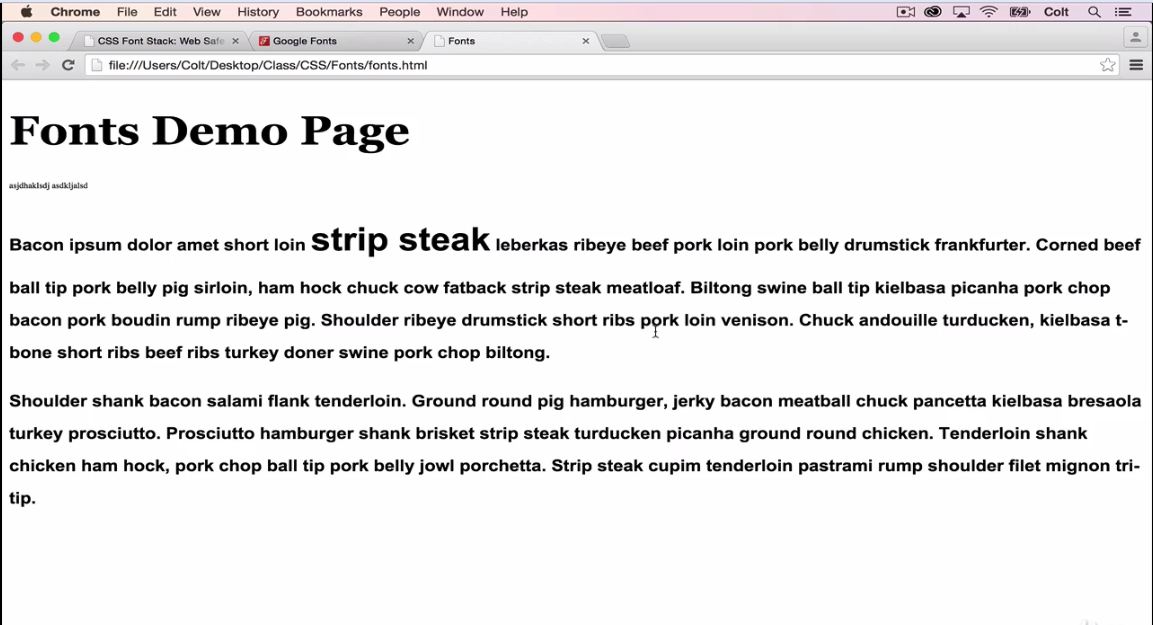 Chrome File Edit View History Bookmarks People Window Help Colt
CSS Font Stack: Web Safe Google Fonts Fonts
file:///Users/Colt/Desktop/Class/CSS/Fonts/fonts.html
Fonts Demo Page
asjdhaklsdj asdkljalsd
Bacon ipsum dolor amet short loin strip steak leberkas ribeye beef pork loin pork belly drumstick frankfurter. Corned beef
ball tip pork belly pig sirloin, ham hock chuck cow fatback strip steak meatloaf. Biltong swine ball tip kielbasa picanha pork chop
bacon pork boudin rump ribeye pig. Shoulder ribeye drumstick short ribs pork loin venison. Chuck andouille turducken, kielbasa t-
bone short ribs beef ribs turkey doner swine pork chop biltong.
Shoulder shank bacon salami flank tenderloin. Ground round pig hamburger, jerky bacon meatball chuck pancetta kielbasa bresaola
turkey prosciutto. Prosciutto hamburger shank brisket strip steak turducken picanha ground round chicken. Tenderloin shank
chicken ham hock, pork chop ball tip pork belly jowl porchetta. Strip steak cupim tenderloin pastrami rump shoulder filet mignon tri-
tip.